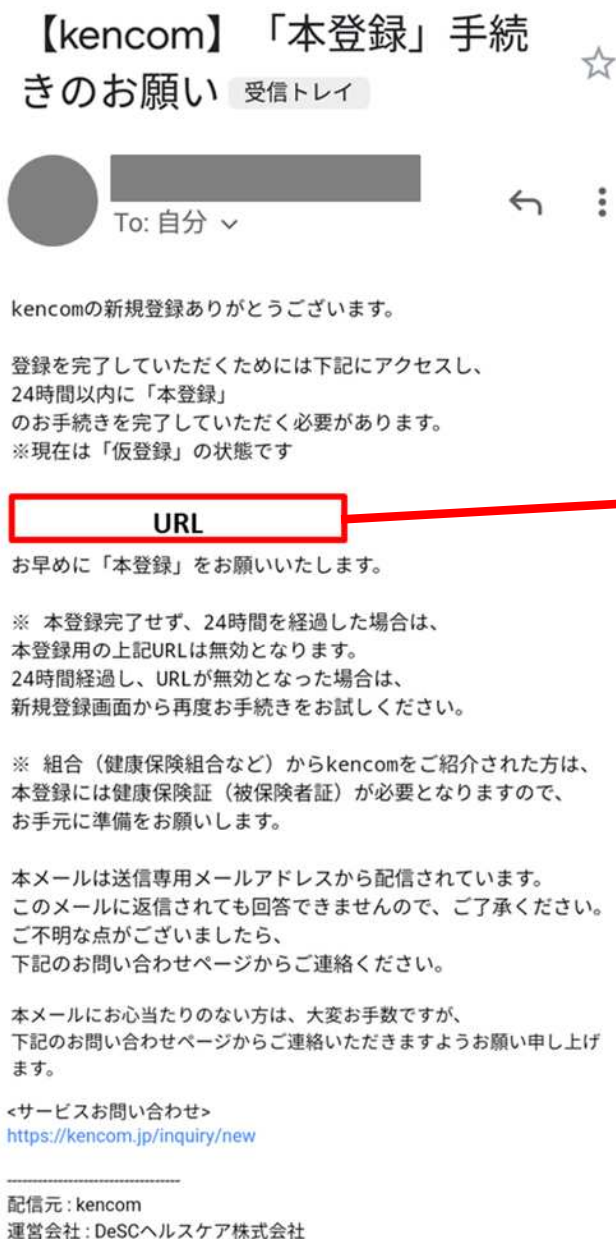 【kencom】「本登録」手続
きのお願い 受信トレイ
To: 自分
kencomの新規登録ありがとうございます。
登録を完了していただくためには下記にアクセスし、
24時間以内に「本登録」
のお手続きを完了していただく必要があります。
※現在は「仮登録」の状態です
URL
お早めに「本登録」をお願いいたします。
※ 本登録完了せず、24時間を経過した場合は、
本登録用の上記URLは無効となります。
24時間経過し、URLが無効となった場合は、
新規登録画面から再度お手続きをお試しください。
※ 組合（健康保険組合など）からkencomをご紹介された方は、
本登録には健康保険証（被保険者証）が必要となりますので、
お手元に準備をお願いします。
本メールは送信専用メールアドレスから配信されています。
このメールに返信されても回答できませんので、ご了承ください。
ご不明な点がございましたら、
下記のお問い合わせページからご連絡ください。
本メールにお心当たりのない方は、大変お手数ですが、
下記のお問い合わせページからご連絡いただきますようお願い申し上げ
ます。
<サービスお問い合わせ>
https://kencom.jp/inquiry/new
--------------------------------
配信元 : kencom
運営会社 : DeSCヘルスケア株式会社